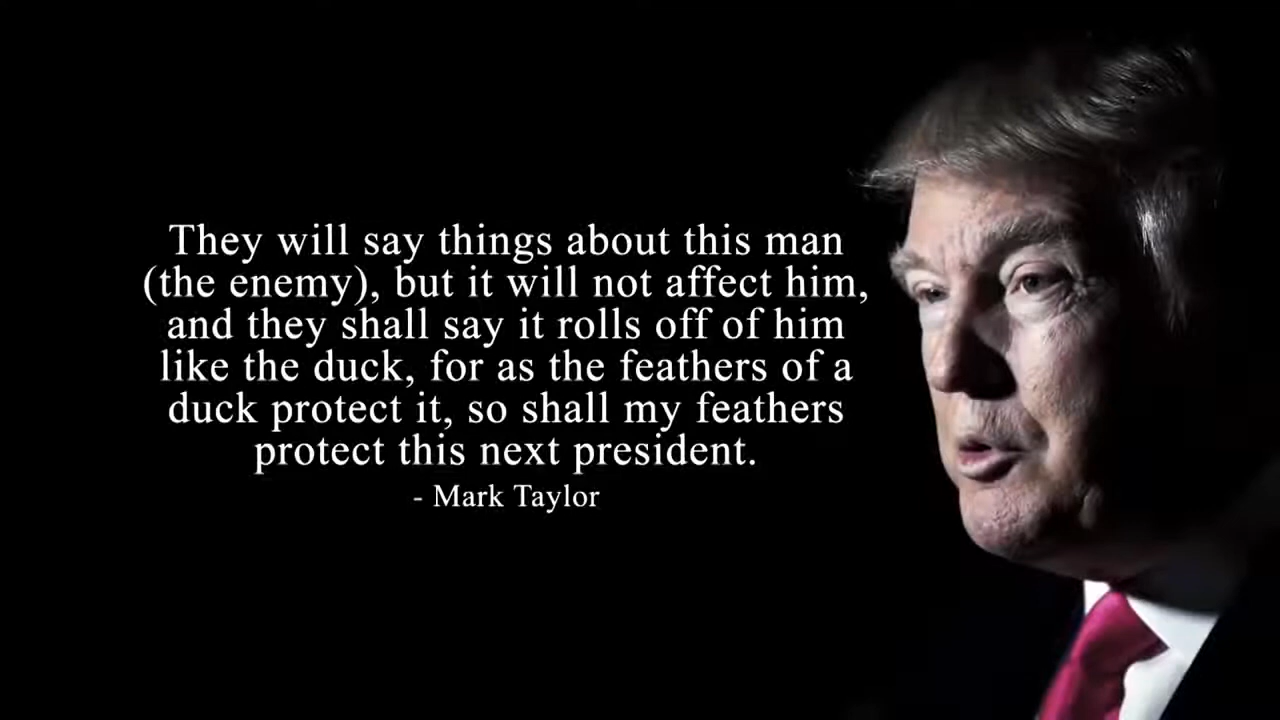 They will say things about this man
(the enemy), but it will not affect him,
and they shall say it rolls off of him
like the duck, for as the feathers of a
duck protect it, so shall my feathers
protect this next president.
- Mark Taylor